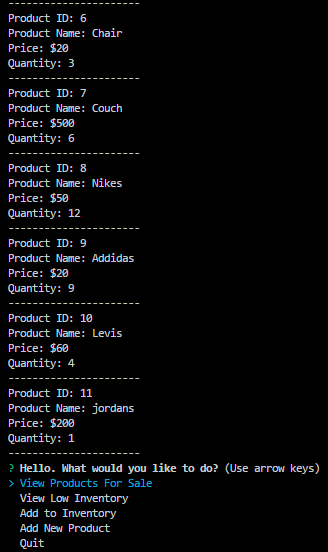 ----------------------
Product ID: 6
Product Name: Chair
Price: $20
Quantity: 3
----------------------
Product ID: 7
Product Name: Couch
Price: $500
Quantity: 6
----------------------
Product ID: 8
Product Name: Nikes
Price: $50
Quantity: 12
----------------------
Product ID: 9
Product Name: Addidas
Price: $20
Quantity: 9
----------------------
Product ID: 10
Product Name: Levis
Price: $60
Quantity: 4
----------------------
Product ID: 11
Product Name: jordans
Price: $200
Quantity: 1
----------------------
? Hello. What would you like to do? (Use arrow keys)
> View Products For Sale
View Low Inventory
Add to Inventory
Add New Product
Quit